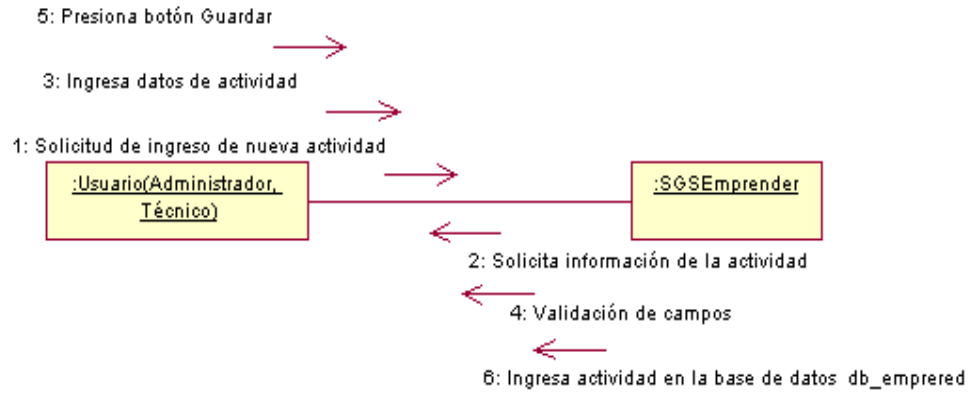 5: Presiona botón Guardar
3: Ingresa datos de actividad
1: Solicitud de ingreso de nueva actividad
:Usuario(Administrador,
Técnico)
:SGSEmprender
2: Solicita información de la actividad
4: Validación de campos
6: Ingresa actividad en la base de datos db_emprered